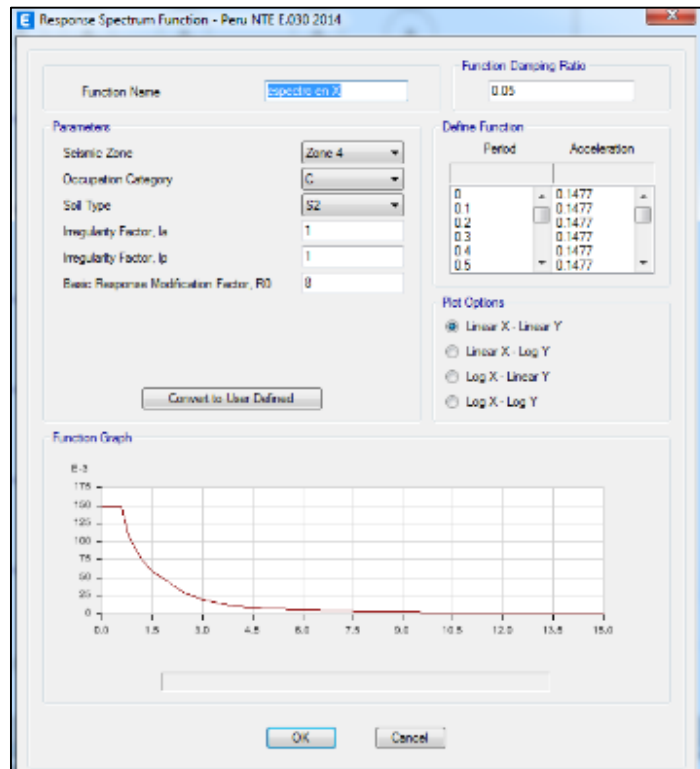 E Response Spectrum Function - Peru NTE E.030 2014
Function Name
espectro en X
Function Damping Ratio
0.05
Parameters
Seismic Zone
Zone 4
Occupation Category
C
Soil Type
S2
Irregularity Factor, Ia
1
Irregularity Factor, Ip
1
Basic Response Modification Factor, R0
8
Convert to User Defined
Define Function
Period Acceleration
0 0.1477
0.1 0.1477
0.2 0.1477
0.3 0.1477
0.4 0.1477
0.5 0.1477
Plot Options
Linear X - Linear Y
Linear X - Log Y
Log X - Linear Y
Log X - Log Y
Function Graph
E-3
175
150
125
100
75
50
25
0
0.0 1.5 3.0 4.5 6.0 7.5 9.0 10.5 12.0 13.5 15.0
OK Cancel